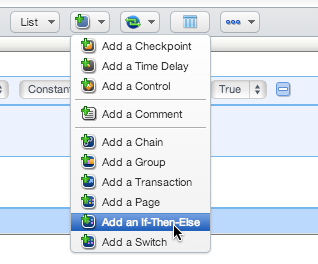 List
Add a Checkpoint
Add a Time Delay
Add a Control
Constan
True
Add a Comment
Add a Chain
Add a Group
Add a Transaction
Add a Page
Add an If-Then-Else
Add a Switch